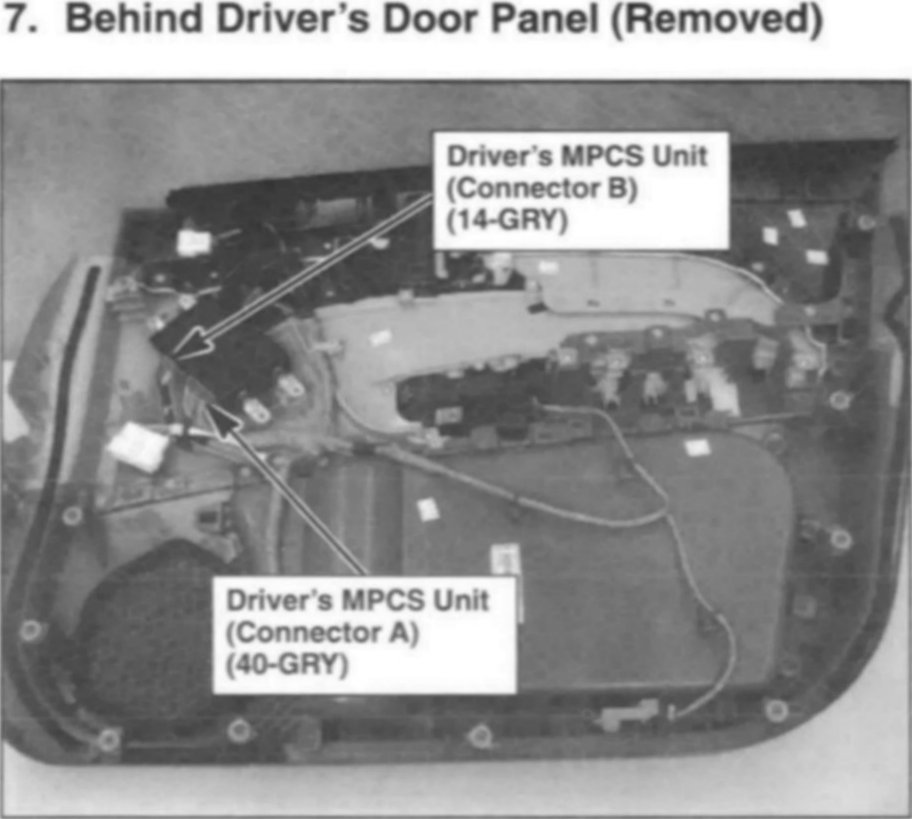 7. Behind Driver's Door Panel (Removed)
Driver's MPCS Unit
(Connector B)
(14-GRY)
Driver's MPCS Unit
(Connector A)
(40-GRY)